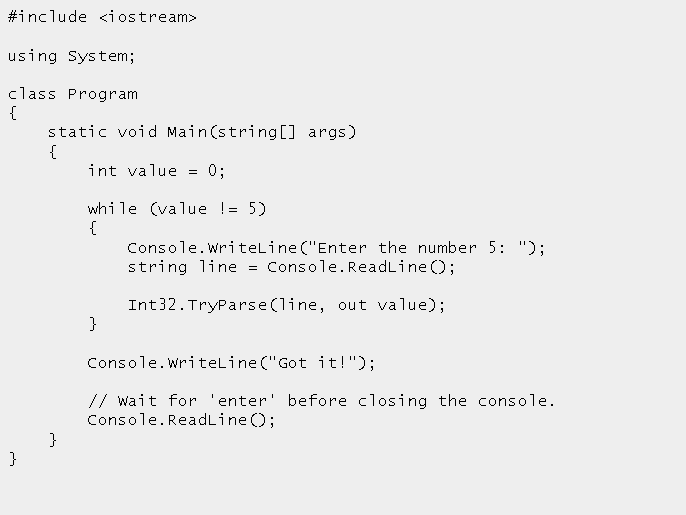 #include <iostream>
using System;
class Program
{
    static void Main(string[] args)
    {
        int value = 0;
        while (value != 5)
        {
            Console.WriteLine("Enter the number 5: ");
            string line = Console.ReadLine();
            Int32.TryParse(line, out value);
        }
        Console.WriteLine("Got it!");
        // Wait for 'enter' before closing the console.
        Console.ReadLine();
    }
}